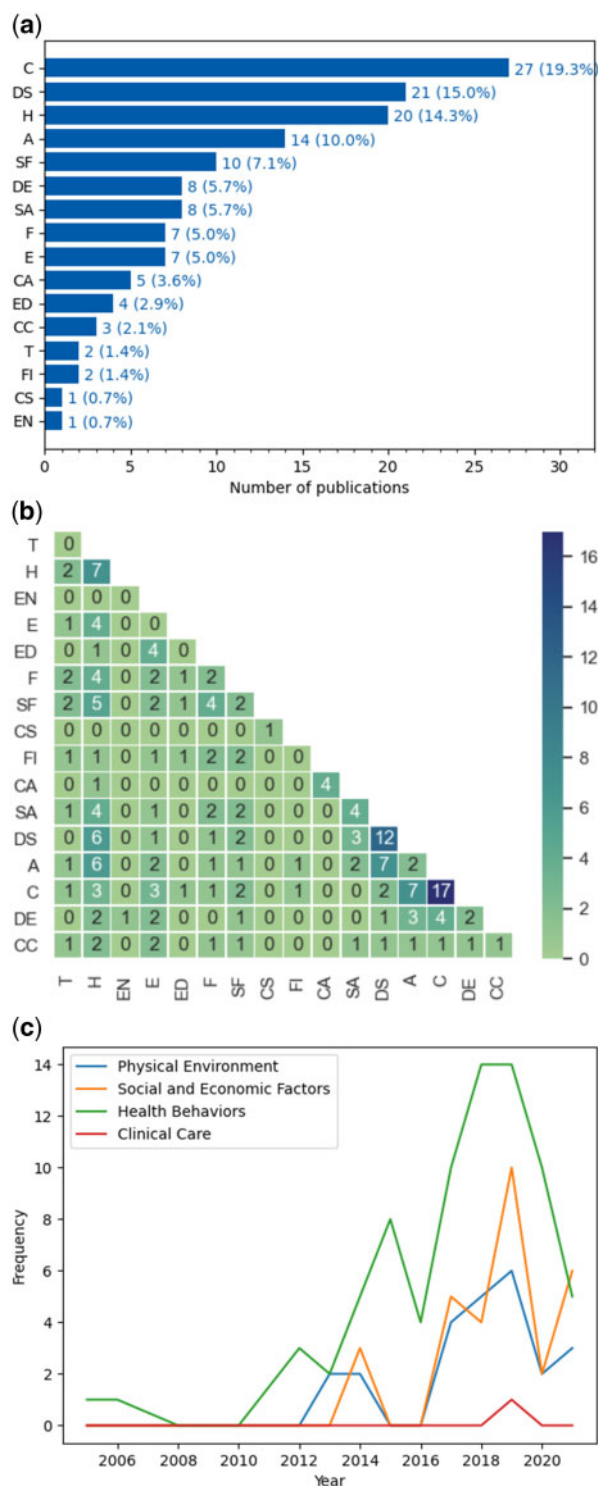 (a)
C 27 (19.3%)
DS 21 (15.0%)
H 20 (14.3%)
A 14 (10.0%)
SF 10 (7.1%)
DE 8 (5.7%)
SA 8 (5.7%)
F 7 (5.0%)
E 7 (5.0%)
CA 5 (3.6%)
ED 4 (2.9%)
CC 3 (2.1%)
T 2 (1.4%)
FI 2 (1.4%)
CS 1 (0.7%)
EN 1 (0.7%)
0 5 10 15 20 25 30
Number of publications
(b)
T 0
H 2 7
EN 0 0 0
E 1 4 0 0
ED 0 1 0 4 0
F 2 4 0 2 1 2
SF 2 5 0 2 1 4 2
CS 0 0 0 0 0 0 0 1
FI 1 1 0 1 1 2 2 0 0
CA 0 1 0 0 0 0 0 0 0 4
SA 1 4 0 1 0 2 2 0 0 0 4
DS 0 6 0 1 0 1 2 0 0 0 3 12
A 1 6 0 2 0 1 1 0 1 0 2 7 2
C 1 3 0 3 1 1 2 0 1 0 0 2 7 17
DE 0 2 1 2 0 0 1 0 0 0 0 1 3 4 2
CC 1 2 0 2 0 1 1 0 0 0 1 1 1 1 1 1
T H EN E ED F SF CS FI CA SA DS A C DE CC
16
14
12
10
8
6
4
2
0
(c)
Physical Environment
Social and Economic Factors
Health Behaviors
Clinical Care
14
12
10
8
6
4
2
0
Frequency
2006 2008 2010 2012 2014 2016 2018 2020
Year